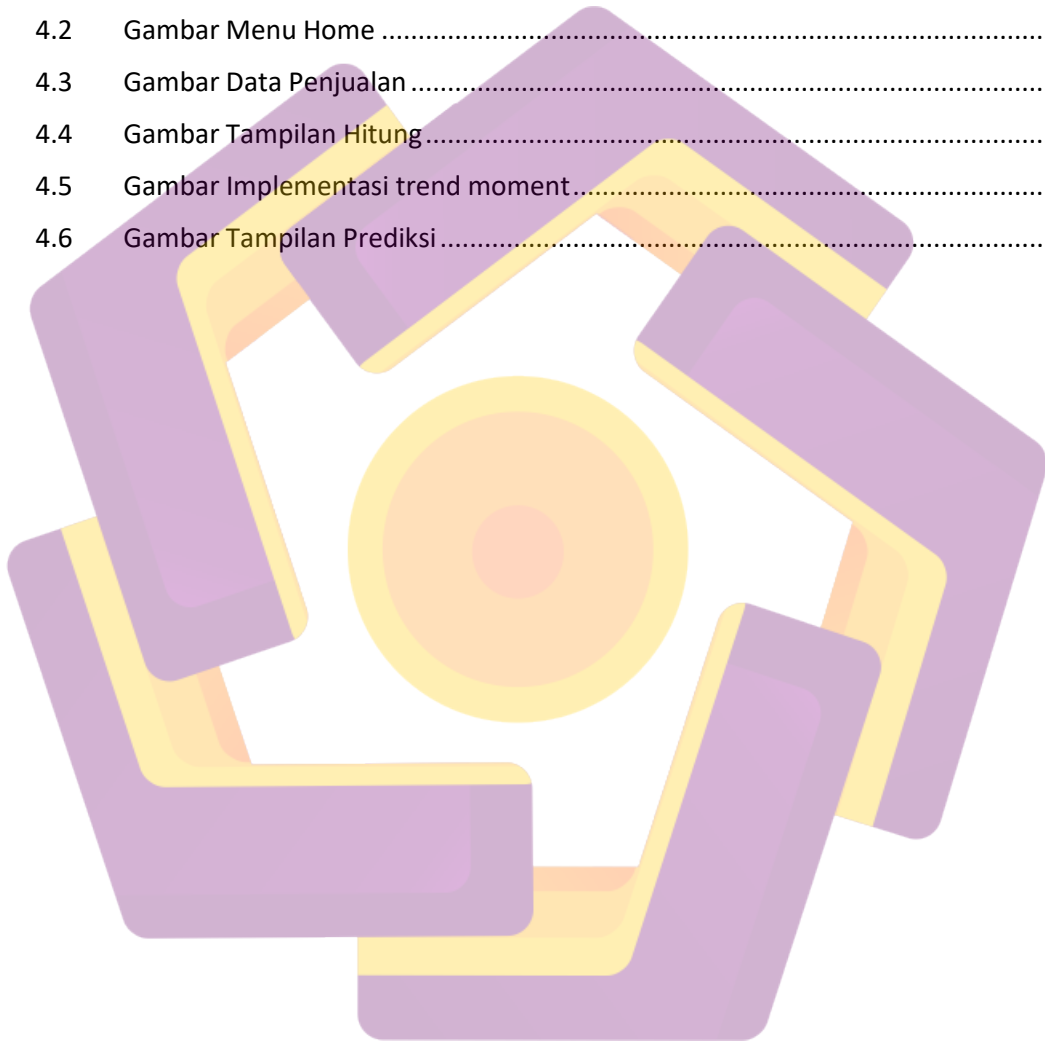 4.2 Gambar Menu Home ........................................................................................
4.3 Gambar Data Penjualan ....................................................................................
4.4 Gambar Tampilan Hitung..................................................................................
4.5 Gambar Implementasi trend moment...............................................................
4.6 Gambar Tampilan Prediksi ................................................................................